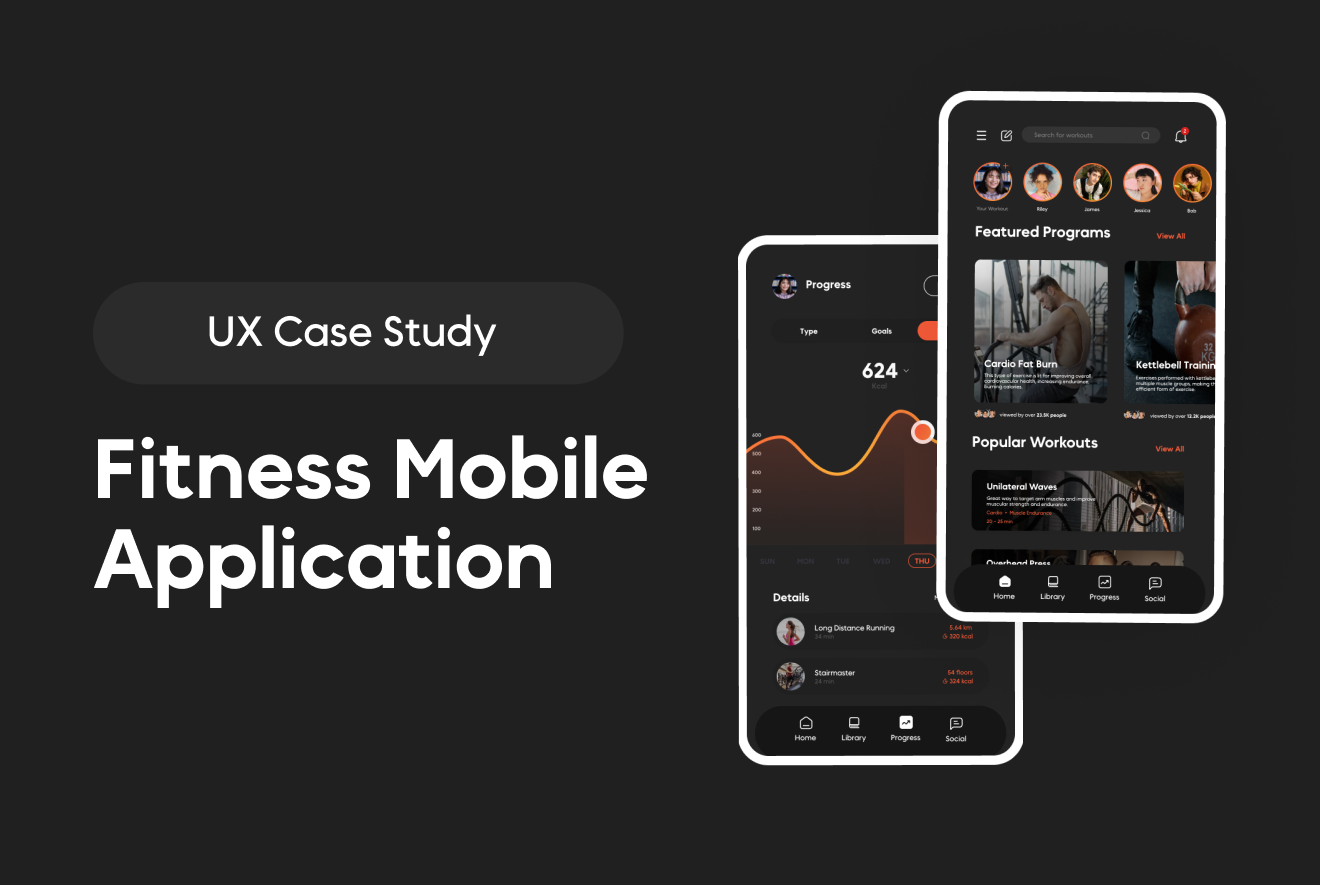 UX Case Study
Fitness Mobile
Application
Progress
Type
Goals
624
Kcal
600
500
400
300
200
100
SUN
MON
TUE
WED
THU
Details
Long Distance Running
34 min
5.64 km
320 kcal
Stairmaster
24 min
54 floors
324 kcal
Home
Library
Progress
Social
Search for workouts
2
Your Workout
Riley
James
Jessica
Bob
Featured Programs
View All
Cardio Fat Burn
This type of exercise is fit for improving overall
cardiovascular health, increasing endurance,
burning calories.
viewed by over 23.5K people
32
KG
Kettlebell Trainin
Exercises performed with kettlebe
multiple muscle groups, making th
efficient form of exercise.
viewed by over 12.2K people
Popular Workouts
View All
Unilateral Waves
Great way to target arm muscles and improve
muscular strength and endurance.
Cardio • Muscle Endurance
20 - 25 min
Overhead Press
Home
Library
Progress
Social